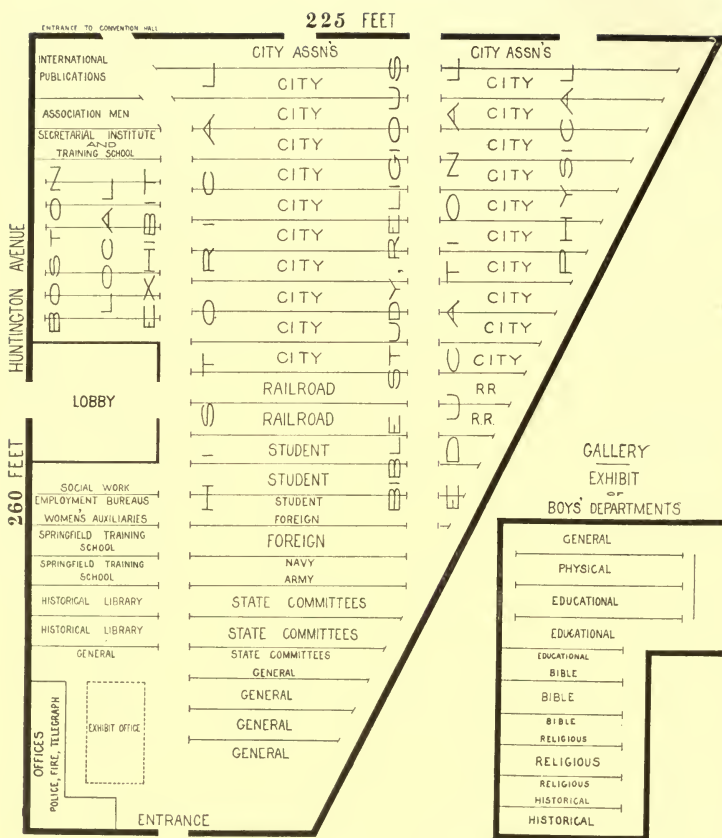 225 FEET
ENTRANCE TO CONVENTION HALL
INTERNATIONAL
PUBLICATIONS
ASSOCIATION MEN
SECRETARIAL INSTITUTE
AND
TRAINING SCHOOL
BOSTON
LOCAL
EXHIBIT
HUNTINGTON AVENUE
LOBBY
260 FEET
SOCIAL WORK
EMPLOYMENT BUREAUS
WOMEN'S AUXILIARIES
SPRINGFIELD TRAINING
SCHOOL
SPRINGFIELD TRAINING
SCHOOL
HISTORICAL LIBRARY
HISTORICAL LIBRARY
GENERAL
OFFICES
POLICE, FIRE, TELEGRAPH
EXHIBIT OFFICE
ENTRANCE
HISTORICAL
CITY ASSN'S
CITY
CITY
CITY
CITY
CITY
CITY
CITY
CITY
CITY
CITY
RAILROAD
RAILROAD
STUDENT
STUDENT
STUDENT
FOREIGN
FOREIGN
NAVY
ARMY
STATE COMMITTEES
STATE COMMITTEES
STATE COMMITTEES
GENERAL
GENERAL
GENERAL
GENERAL
BIBLE STUDY, RELIGIOUS
EDUCATIONAL
CITY ASSN'S
CITY
CITY
CITY
CITY
CITY
CITY
CITY
CITY
CITY
CITY
RR
R.R.
PHYSICAL
GALLERY
EXHIBIT
OF
BOYS' DEPARTMENTS
GENERAL
PHYSICAL
EDUCATIONAL
EDUCATIONAL
EDUCATIONAL
BIBLE
BIBLE
BIBLE
RELIGIOUS
RELIGIOUS
RELIGIOUS
HISTORICAL
HISTORICAL